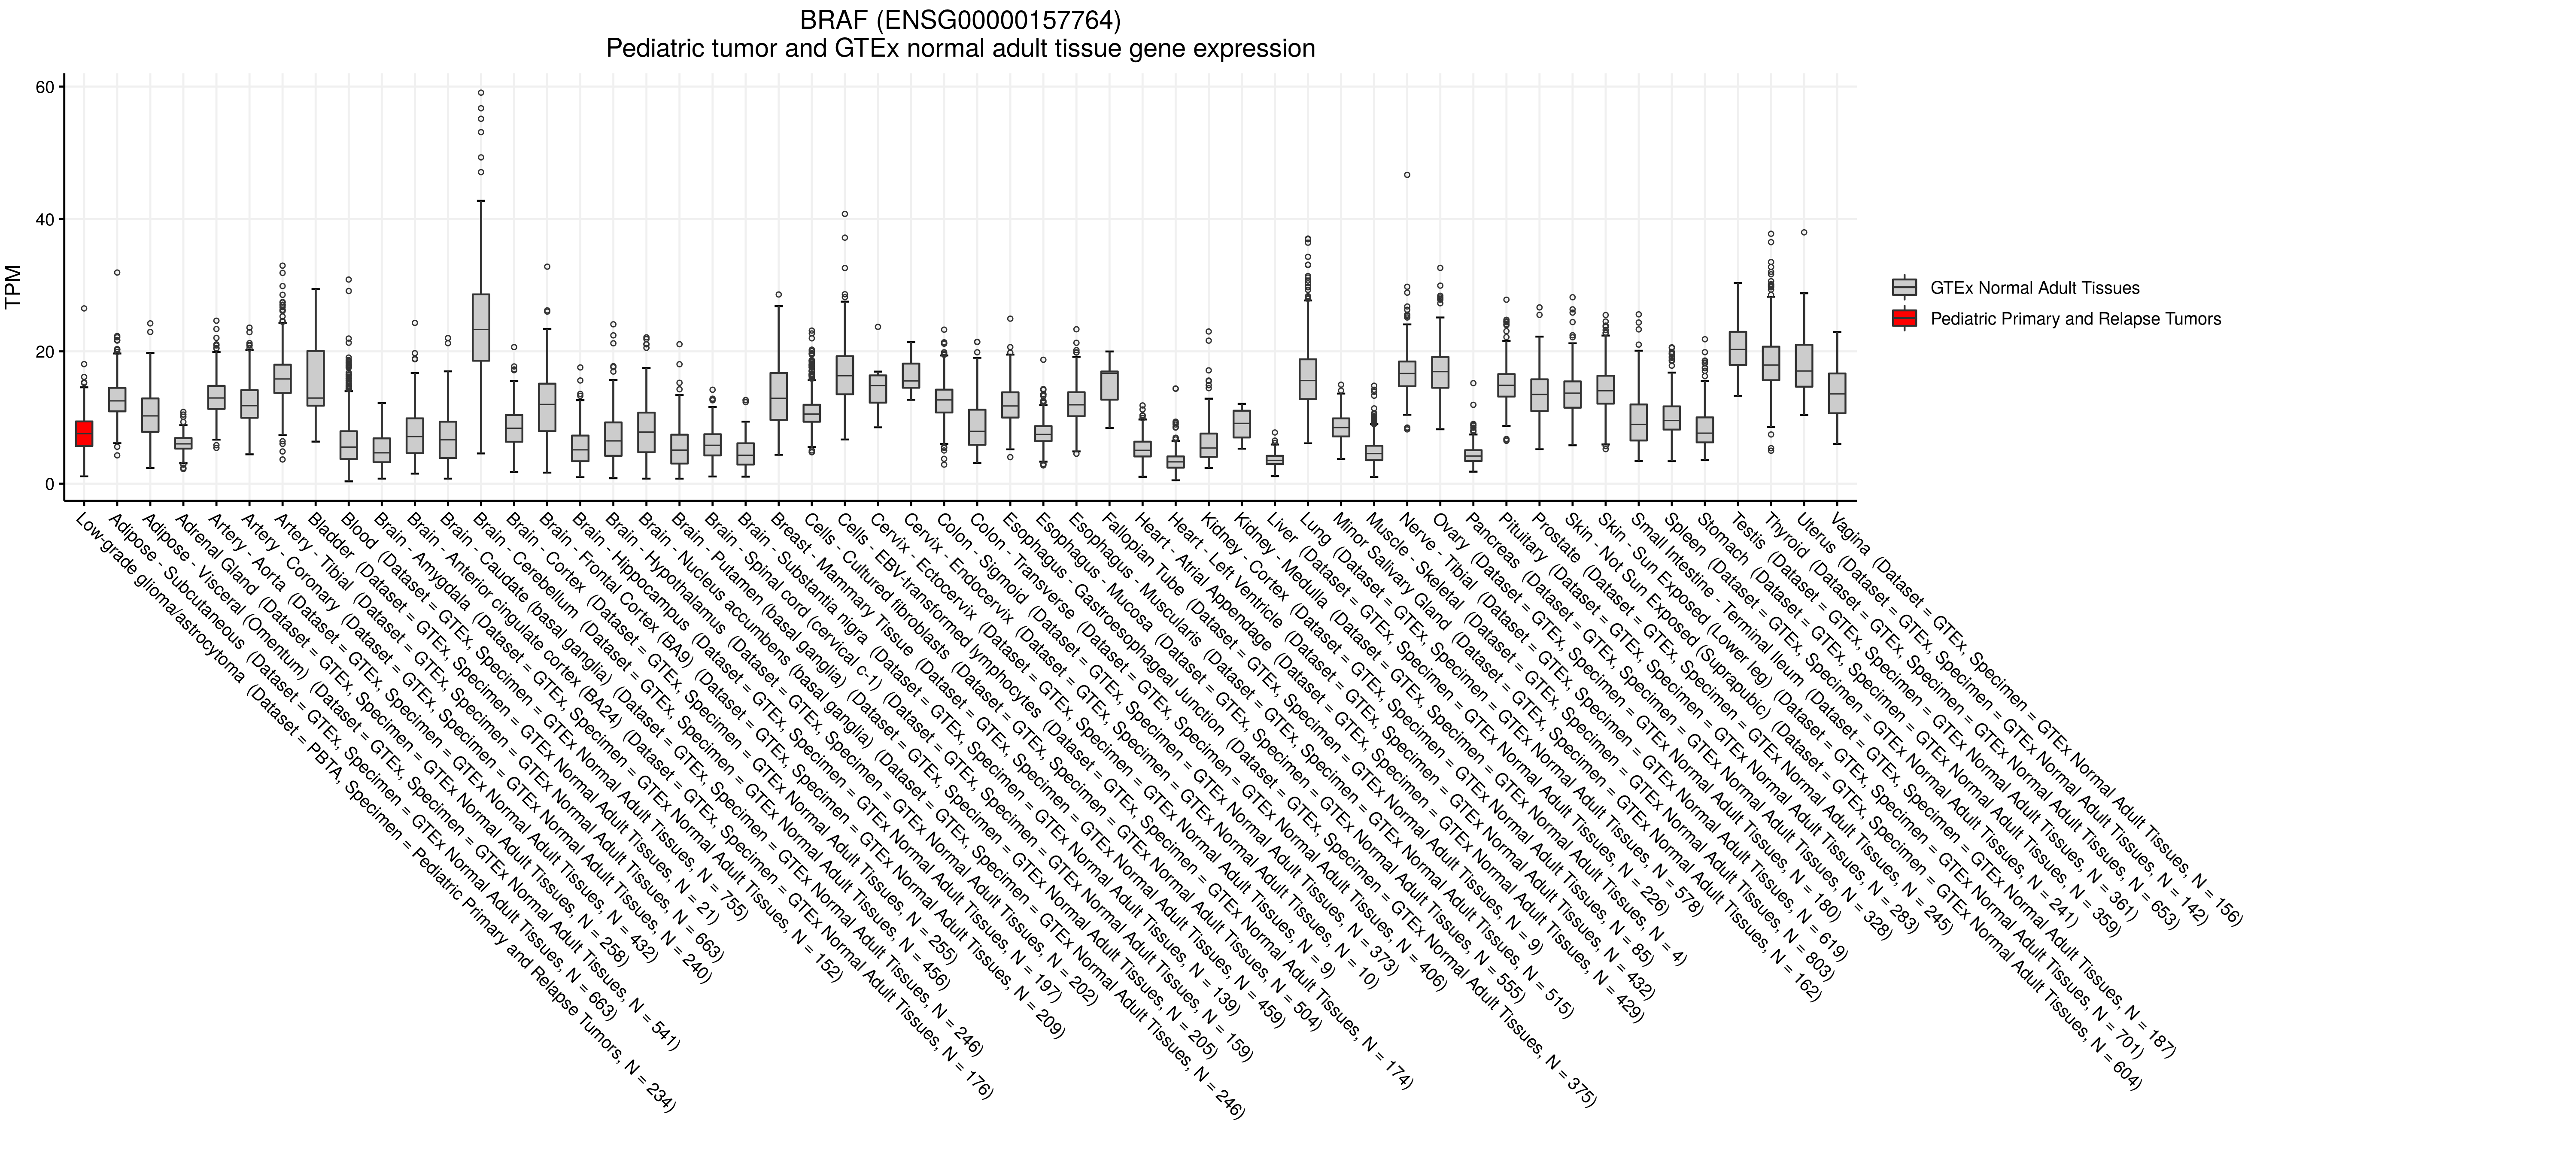 BRAF (ENSG00000157764)
Pediatric tumor and GTEx normal adult tissue gene expression
TPM
60
40
20
0
GTEx Normal Adult Tissues
Pediatric Primary and Relapse Tumors
Low-grade glioma/astrocytoma (Dataset = PBTA, Specimen = Pediatric Primary and Relapse Tumors, N = 234)
Adipose - Subcutaneous (Dataset = GTEx, Specimen = GTEx Normal Adult Tissues, N = 663)
Adipose - Visceral (Omentum) (Dataset = GTEx, Specimen = GTEx Normal Adult Tissues, N = 541)
Adrenal Gland (Dataset = GTEx, Specimen = GTEx Normal Adult Tissues, N = 258)
Artery - Aorta (Dataset = GTEx, Specimen = GTEx Normal Adult Tissues, N = 432)
Artery - Coronary (Dataset = GTEx, Specimen = GTEx Normal Adult Tissues, N = 240)
Artery - Tibial (Dataset = GTEx, Specimen = GTEx Normal Adult Tissues, N = 663)
Bladder (Dataset = GTEx, Specimen = GTEx Normal Adult Tissues, N = 21)
Blood (Dataset = GTEx, Specimen = GTEx Normal Adult Tissues, N = 755)
Brain - Amygdala (Dataset = GTEx, Specimen = GTEx Normal Adult Tissues, N = 152)
Brain - Anterior cingulate cortex (BA24) (Dataset = GTEx, Specimen = GTEx Normal Adult Tissues, N = 176)
Brain - Caudate (basal ganglia) (Dataset = GTEx, Specimen = GTEx Normal Adult Tissues, N = 246)
Brain - Cerebellum (Dataset = GTEx, Specimen = GTEx Normal Adult Tissues, N = 456)
Brain - Cortex (Dataset = GTEx, Specimen = GTEx Normal Adult Tissues, N = 255)
Brain - Frontal Cortex (BA9) (Dataset = GTEx, Specimen = GTEx Normal Adult Tissues, N = 209)
Brain - Hippocampus (Dataset = GTEx, Specimen = GTEx Normal Adult Tissues, N = 197)
Brain - Hypothalamus (Dataset = GTEx, Specimen = GTEx Normal Adult Tissues, N = 202)
Brain - Nucleus accumbens (basal ganglia) (Dataset = GTEx, Specimen = GTEx Normal Adult Tissues, N = 246)
Brain - Putamen (basal ganglia) (Dataset = GTEx, Specimen = GTEx Normal Adult Tissues, N = 205)
Brain - Spinal cord (cervical c-1) (Dataset = GTEx, Specimen = GTEx Normal Adult Tissues, N = 159)
Brain - Substantia nigra (Dataset = GTEx, Specimen = GTEx Normal Adult Tissues, N = 139)
Breast - Mammary Tissue (Dataset = GTEx, Specimen = GTEx Normal Adult Tissues, N = 459)
Cells - Cultured fibroblasts (Dataset = GTEx, Specimen = GTEx Normal Adult Tissues, N = 504)
Cells - EBV-transformed lymphocytes (Dataset = GTEx, Specimen = GTEx Normal Adult Tissues, N = 174)
Cervix - Ectocervix (Dataset = GTEx, Specimen = GTEx Normal Adult Tissues, N = 9)
Cervix - Endocervix (Dataset = GTEx, Specimen = GTEx Normal Adult Tissues, N = 10)
Colon - Sigmoid (Dataset = GTEx, Specimen = GTEx Normal Adult Tissues, N = 373)
Colon - Transverse (Dataset = GTEx, Specimen = GTEx Normal Adult Tissues, N = 406)
Esophagus - Gastroesophageal Junction (Dataset = GTEx, Specimen = GTEx Normal Adult Tissues, N = 375)
Esophagus - Mucosa (Dataset = GTEx, Specimen = GTEx Normal Adult Tissues, N = 555)
Esophagus - Muscularis (Dataset = GTEx, Specimen = GTEx Normal Adult Tissues, N = 515)
Fallopian Tube (Dataset = GTEx, Specimen = GTEx Normal Adult Tissues, N = 9)
Heart - Atrial Appendage (Dataset = GTEx, Specimen = GTEx Normal Adult Tissues, N = 429)
Heart - Left Ventricle (Dataset = GTEx, Specimen = GTEx Normal Adult Tissues, N = 432)
Kidney - Cortex (Dataset = GTEx, Specimen = GTEx Normal Adult Tissues, N = 85)
Kidney - Medulla (Dataset = GTEx, Specimen = GTEx Normal Adult Tissues, N = 4)
Liver (Dataset = GTEx, Specimen = GTEx Normal Adult Tissues, N = 226)
Lung (Dataset = GTEx, Specimen = GTEx Normal Adult Tissues, N = 578)
Minor Salivary Gland (Dataset = GTEx, Specimen = GTEx Normal Adult Tissues, N = 162)
Muscle - Skeletal (Dataset = GTEx, Specimen = GTEx Normal Adult Tissues, N = 803)
Nerve - Tibial (Dataset = GTEx, Specimen = GTEx Normal Adult Tissues, N = 619)
Ovary (Dataset = GTEx, Specimen = GTEx Normal Adult Tissues, N = 180)
Pancreas (Dataset = GTEx, Specimen = GTEx Normal Adult Tissues, N = 328)
Pituitary (Dataset = GTEx, Specimen = GTEx Normal Adult Tissues, N = 283)
Prostate (Dataset = GTEx, Specimen = GTEx Normal Adult Tissues, N = 245)
Skin - Not Sun Exposed (Suprapubic) (Dataset = GTEx, Specimen = GTEx Normal Adult Tissues, N = 604)
Skin - Sun Exposed (Lower leg) (Dataset = GTEx, Specimen = GTEx Normal Adult Tissues, N = 701)
Small Intestine - Terminal Ileum (Dataset = GTEx, Specimen = GTEx Normal Adult Tissues, N = 187)
Spleen (Dataset = GTEx, Specimen = GTEx Normal Adult Tissues, N = 241)
Stomach (Dataset = GTEx, Specimen = GTEx Normal Adult Tissues, N = 359)
Testis (Dataset = GTEx, Specimen = GTEx Normal Adult Tissues, N = 361)
Thyroid (Dataset = GTEx, Specimen = GTEx Normal Adult Tissues, N = 653)
Uterus (Dataset = GTEx, Specimen = GTEx Normal Adult Tissues, N = 142)
Vagina (Dataset = GTEx, Specimen = GTEx Normal Adult Tissues, N = 156)